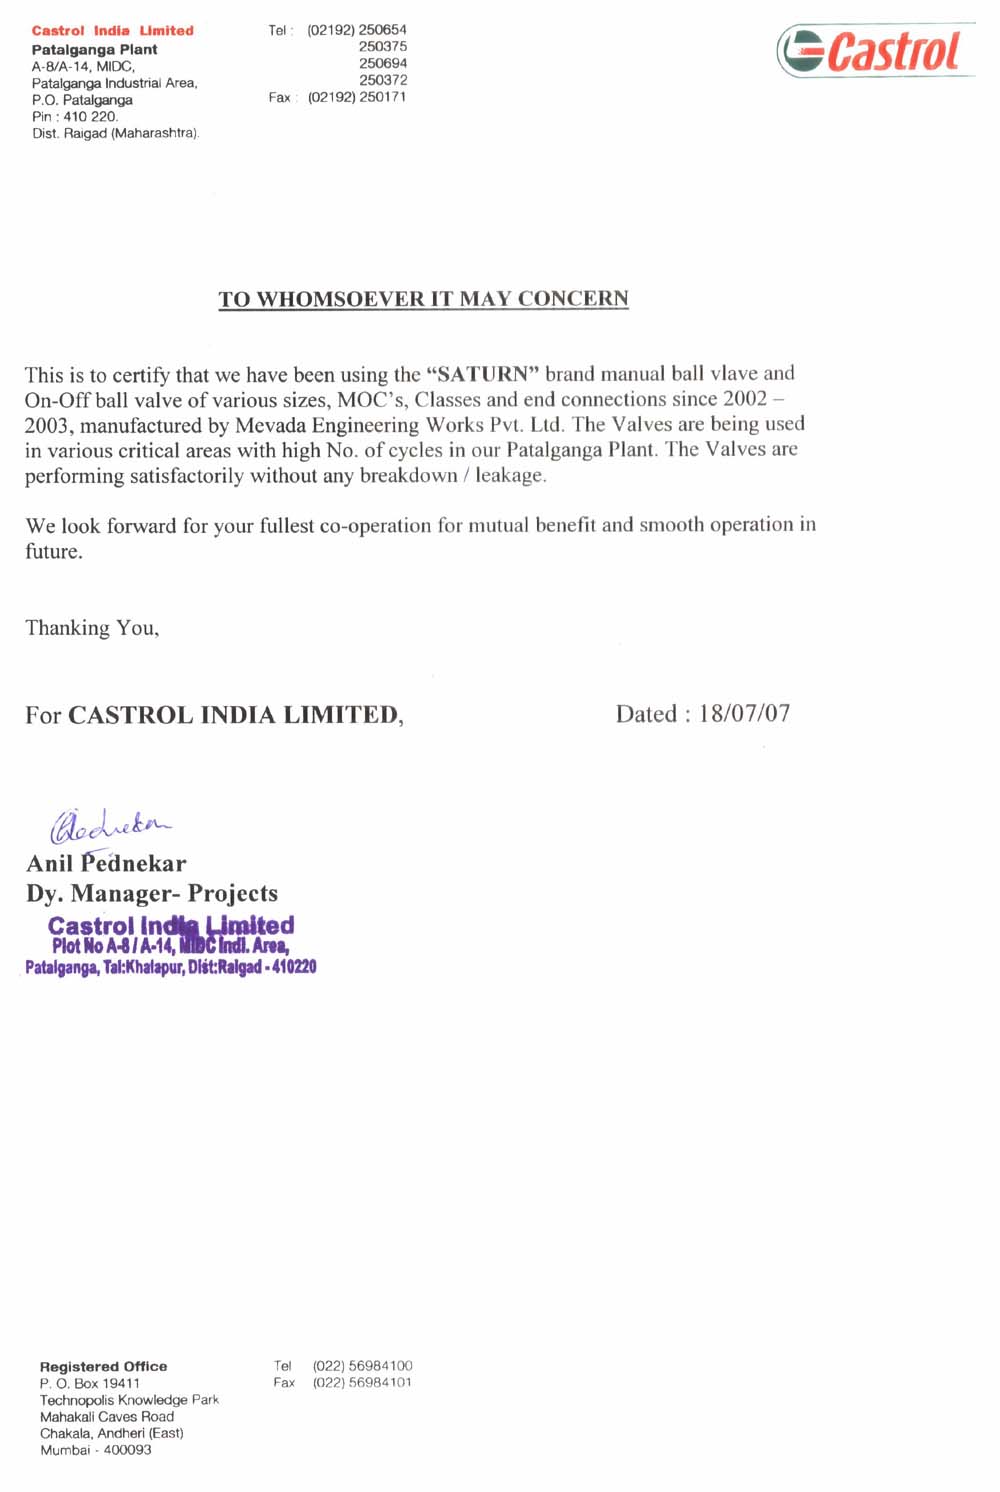 Castrol India Limited
Patalganga Plant
A-8/A-14, MIDC,
Patalganga Industrial Area,
P.O. Patalganga
Pin : 410 220.
Dist. Raigad (Maharashtra).
Tel : (02192) 250654
250375
250694
250372
Fax : (02192) 250171
Castrol
TO WHOMSOEVER IT MAY CONCERN
This is to certify that we have been using the “SATURN” brand manual ball vlave and
On-Off ball valve of various sizes, MOC’s, Classes and end connections since 2002 –
2003, manufactured by Mevada Engineering Works Pvt. Ltd. The Valves are being used
in various critical areas with high No. of cycles in our Patalganga Plant. The Valves are
performing satisfactorily without any breakdown / leakage.
We look forward for your fullest co-operation for mutual benefit and smooth operation in
future.
Thanking You,
For CASTROL INDIA LIMITED,
Dated : 18/07/07
Anil Pednekar
Dy. Manager- Projects
Castrol India Limited
Plot No A-8 / A-14, MIDC Indl. Area,
Patalganga, Tal:Khalapur, Dist:Raigad - 410220
Registered Office
P. O. Box 19411
Technopolis Knowledge Park
Mahakali Caves Road
Chakala, Andheri (East)
Mumbai - 400093
Tel (022) 56984100
Fax (022) 56984101